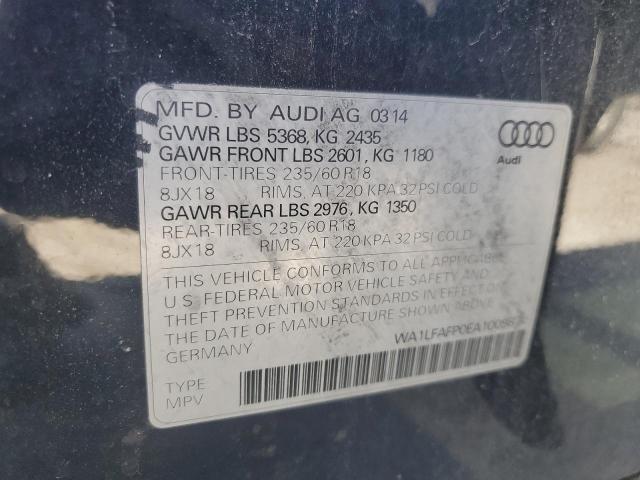 MFD. BY AUDI AG 03 14
GVWR LBS 5368, KG 2435
GAWR FRONT LBS 2601, KG 1180
FRONT-TIRES 235/60 R18
8JX18 RIMS, AT 220 KPA 32 PSI COLD
GAWR REAR LBS 2976, KG 1350
REAR-TIRES 235/60 R18
8JX18 RIMS, AT 220 KPA 32 PSI COLD
Audi
THIS VEHICLE CONFORMS TO ALL APPLICABLE
U.S. FEDERAL MOTOR VEHICLE SAFETY AND
THEFT PREVENTION STANDARDS IN EFFECT ON
THE DATE OF MANUFACTURE SHOWN ABOVE.
GERMANY
TYPE
MPV